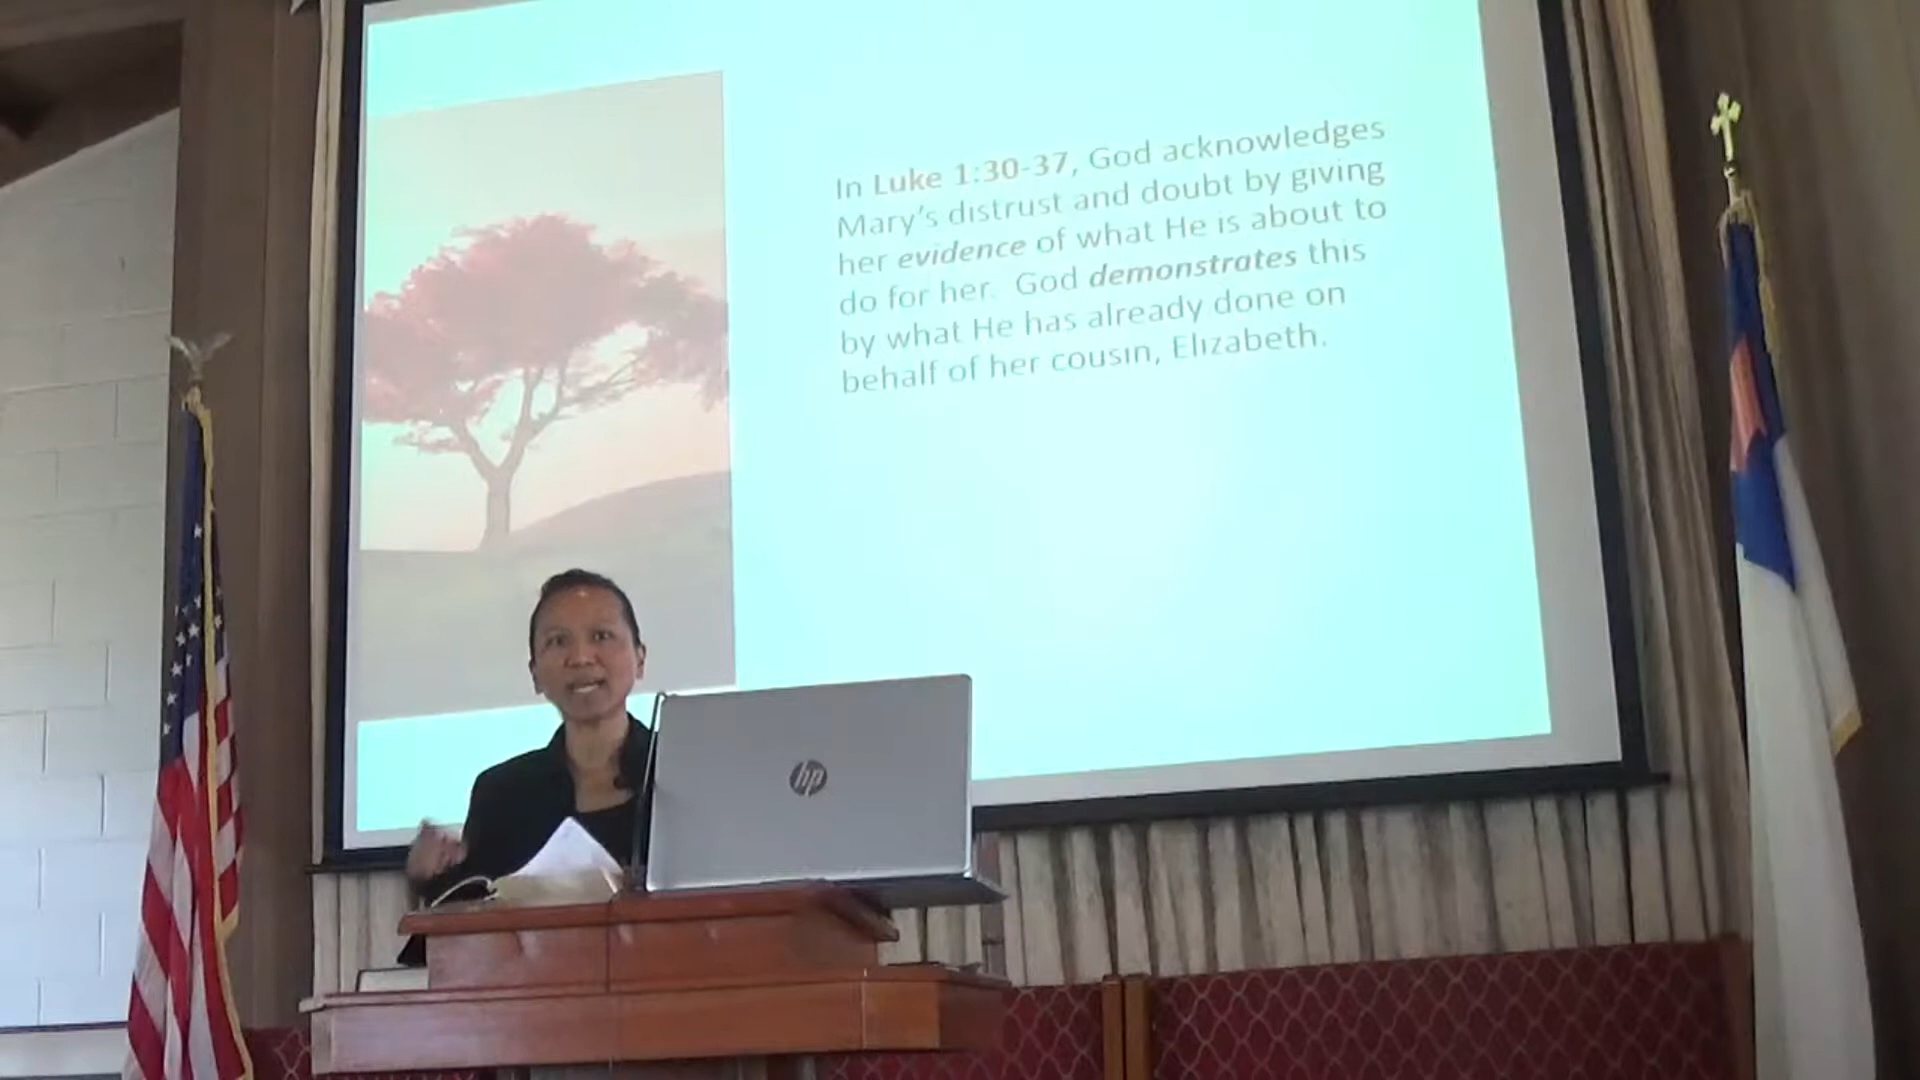 In Luke 1:30-37, God acknowledges
Mary's distrust and doubt by giving
her evidence of what He is about to
do for her. God demonstrates this
by what He has already done on
behalf of her cousin, Elizabeth.
hp